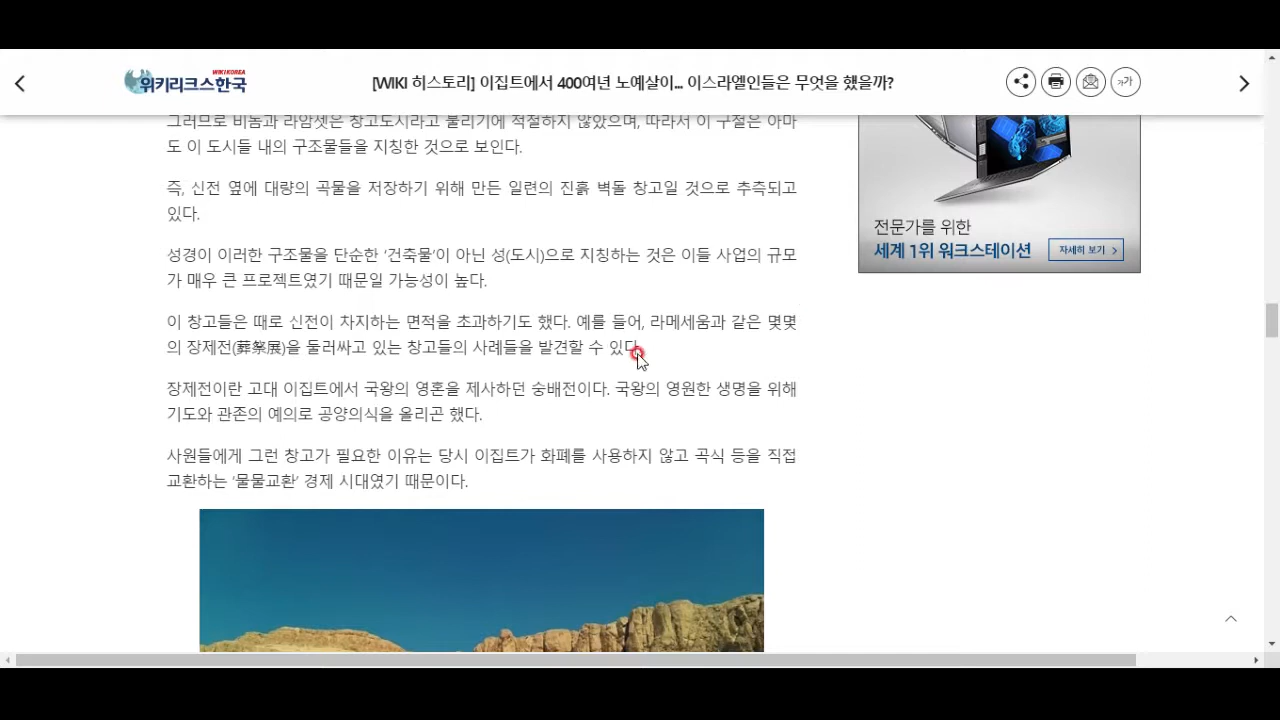 WIKI KOREA
위키리크스한국
[WIKI 히스토리] 이집트에서 400여년 노예살이... 이스라엘인들은 무엇을 했을까?
가가
그러므로 비돔과 라암셋은 창고도시라고 불리기에 적절하지 않았으며, 따라서 이 구절은 아마
도 이 도시들 내의 구조물들을 지칭한 것으로 보인다.
즉, 신전 옆에 대량의 곡물을 저장하기 위해 만든 일련의 진흙 벽돌 창고일 것으로 추측되고
있다.
성경이 이러한 구조물을 단순한 ‘건축물’이 아닌 성(도시)으로 지칭하는 것은 이들 사업의 규모
가 매우 큰 프로젝트였기 때문일 가능성이 높다.
이 창고들은 때로 신전이 차지하는 면적을 초과하기도 했다. 예를 들어, 라메세움과 같은 몇몇
의 장제전(葬祭展)을 둘러싸고 있는 창고들의 사례들을 발견할 수 있다.
장제전이란 고대 이집트에서 국왕의 영혼을 제사하던 숭배전이다. 국왕의 영원한 생명을 위해
기도와 관존의 예의로 공양의식을 올리곤 했다.
사원들에게 그런 창고가 필요한 이유는 당시 이집트가 화폐를 사용하지 않고 곡식 등을 직접
교환하는 ‘물물교환’ 경제 시대였기 때문이다.
전문가를 위한
세계 1위 워크스테이션
자세히 보기 >